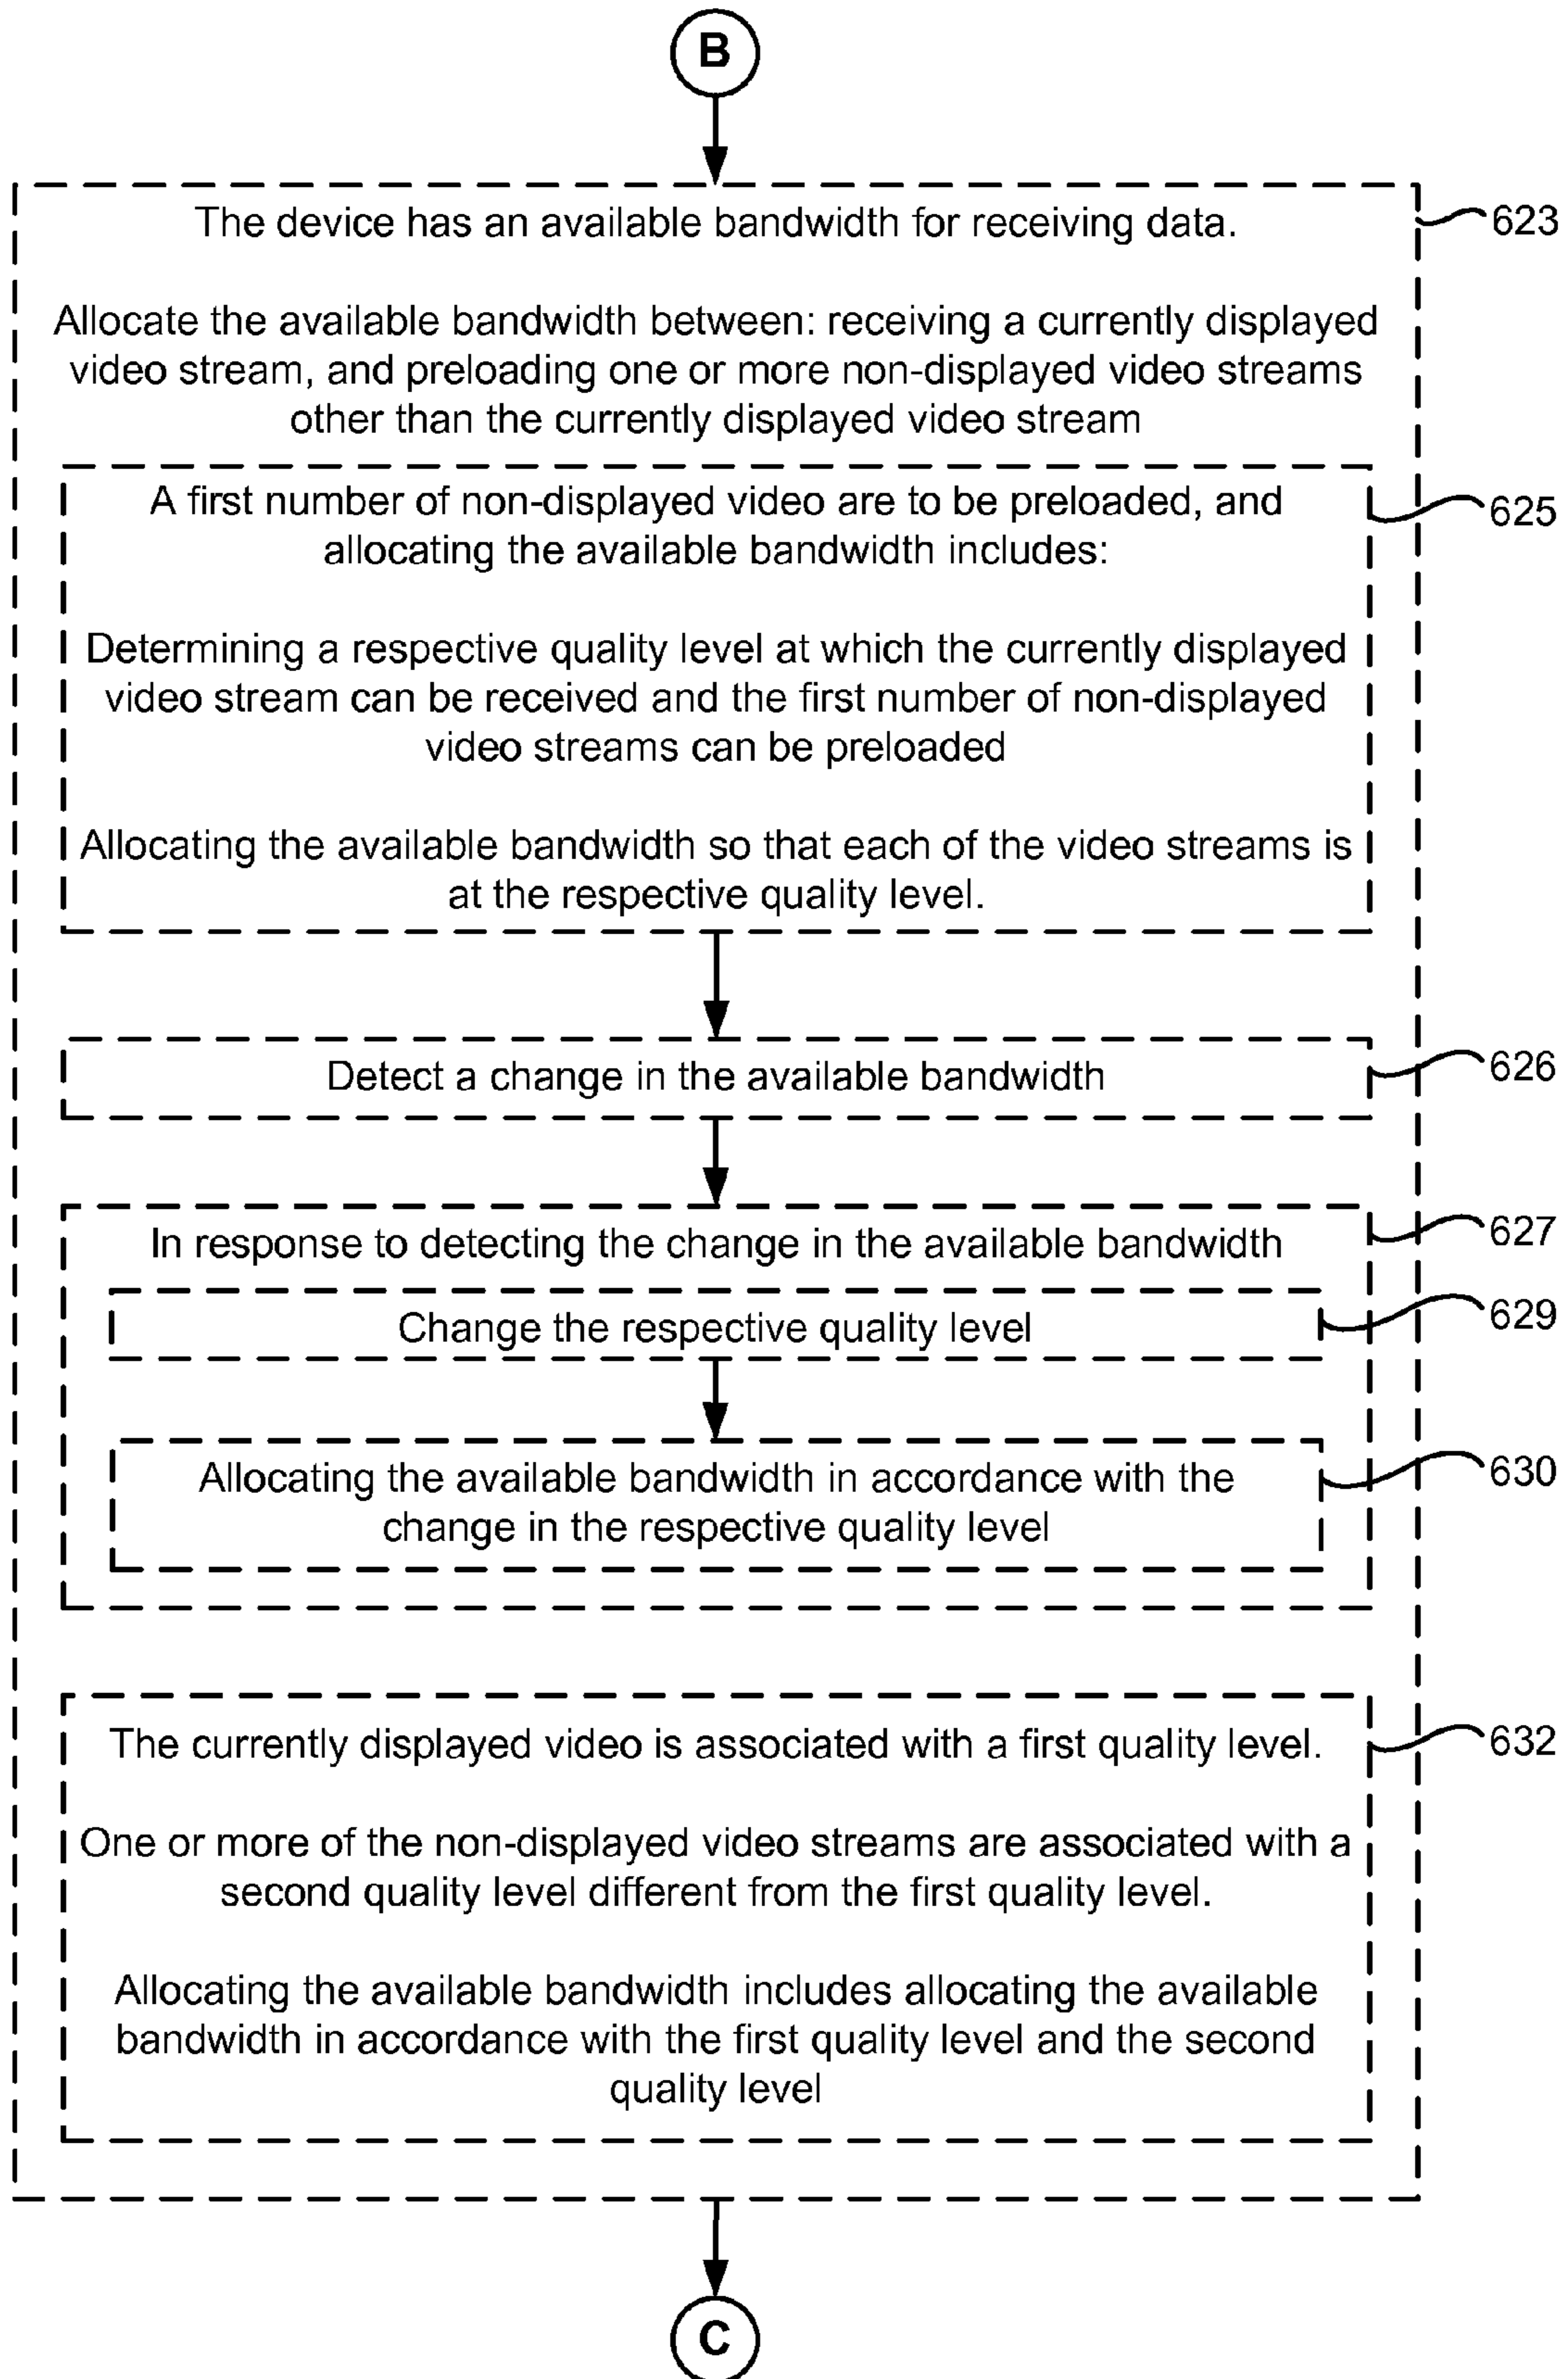 B
The device has an available bandwidth for receiving data.
623
Allocate the available bandwidth between: receiving a currently displayed
video stream, and preloading one or more non-displayed video streams
other than the currently displayed video stream
A first number of non-displayed video are to be preloaded, and
allocating the available bandwidth includes:
625
Determining a respective quality level at which the currently displayed
video stream can be received and the first number of non-displayed
video streams can be preloaded
Allocating the available bandwidth so that each of the video streams is
at the respective quality level.
Detect a change in the available bandwidth
626
In response to detecting the change in the available bandwidth
627
Change the respective quality level
629
Allocating the available bandwidth in accordance with the
change in the respective quality level
630
The currently displayed video is associated with a first quality level.
632
One or more of the non-displayed video streams are associated with a
second quality level different from the first quality level.
Allocating the available bandwidth includes allocating the available
bandwidth in accordance with the first quality level and the second
quality level
C